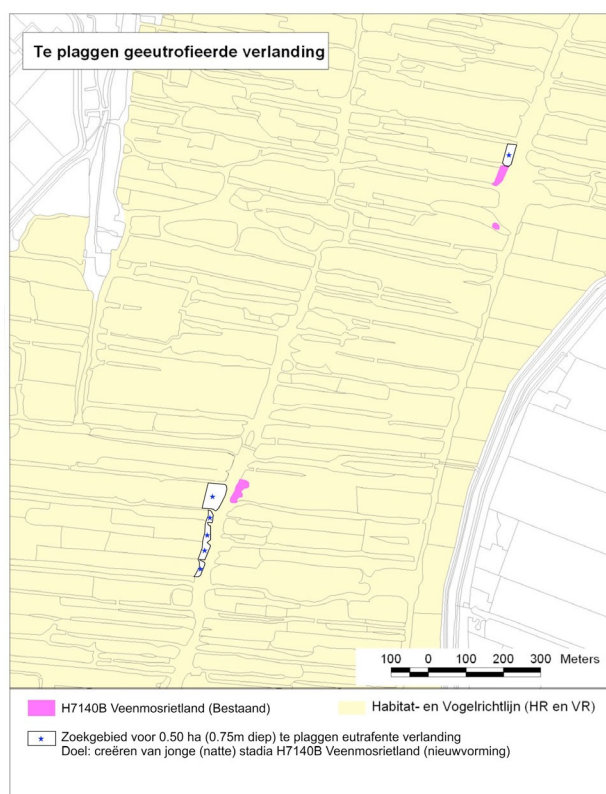 Te plaggen geeutrofieerde verlanding
100 0 100 200 300 Meters
H7140B Veenmosrietland (Bestaand)
Habitat- en Vogelrichtlijn (HR en VR)
Zoekgebied voor 0.50 ha (0.75m diep) te plaggen eutrafente verlanding
Doel: creëren van jonge (natte) stadia H7140B Veenmosrietland (nieuwvorming)